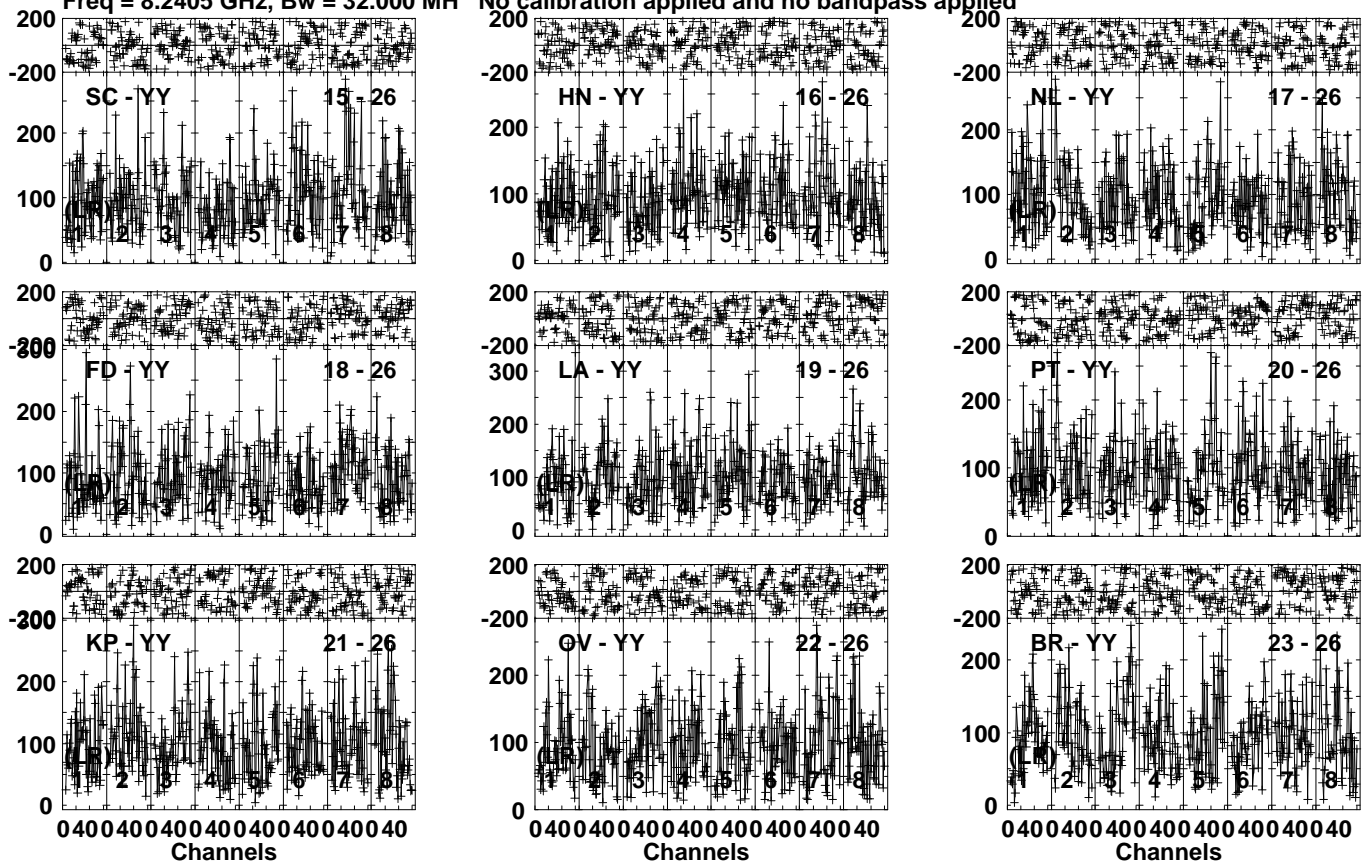 Freq = 8.2405 GHz, Bw = 32.000 MH No calibration applied and no bandpass applied
200 200 200
-200 -200 -200
SC - YY 15 - 26 HN - YY 16 - 26 NL - YY 17 - 26
200 200 200
100 100 100
(LR) (LR) (LR)
1 2 3 4 5 6 7 8 1 2 3 4 5 6 7 8 1 2 3 4 5 6 7 8
0 0 0
200 200 200
-200 -200 -200
300
FD - YY 18 - 26 LA - YY 19 - 26 PT - YY 20 - 26
300
200 200 200
100 100 100
(LR) (LR) (LR)
1 2 3 4 5 6 7 8 1 2 3 4 5 6 7 8 1 2 3 4 5 6 7 8
0 0 0
200 200 200
-200 -200 -200
300
KP - YY 21 - 26 OV - YY 22 - 26 BR - YY 23 - 26
200 200 200
100 100 100
(LR) (LR) (LR)
1 2 3 4 5 6 7 8 1 2 3 4 5 6 7 8 1 2 3 4 5 6 7 8
0 0 0
0 40 0 40 0 40 0 40 0 40 0 40 0 40 0 40 0 40 0 40 0 40 0 40 0 40 0 40 0 40 0 40 0 40 0 40 0 40 0 40 0 40 0 40 0 40 0 40
Channels Channels Channels